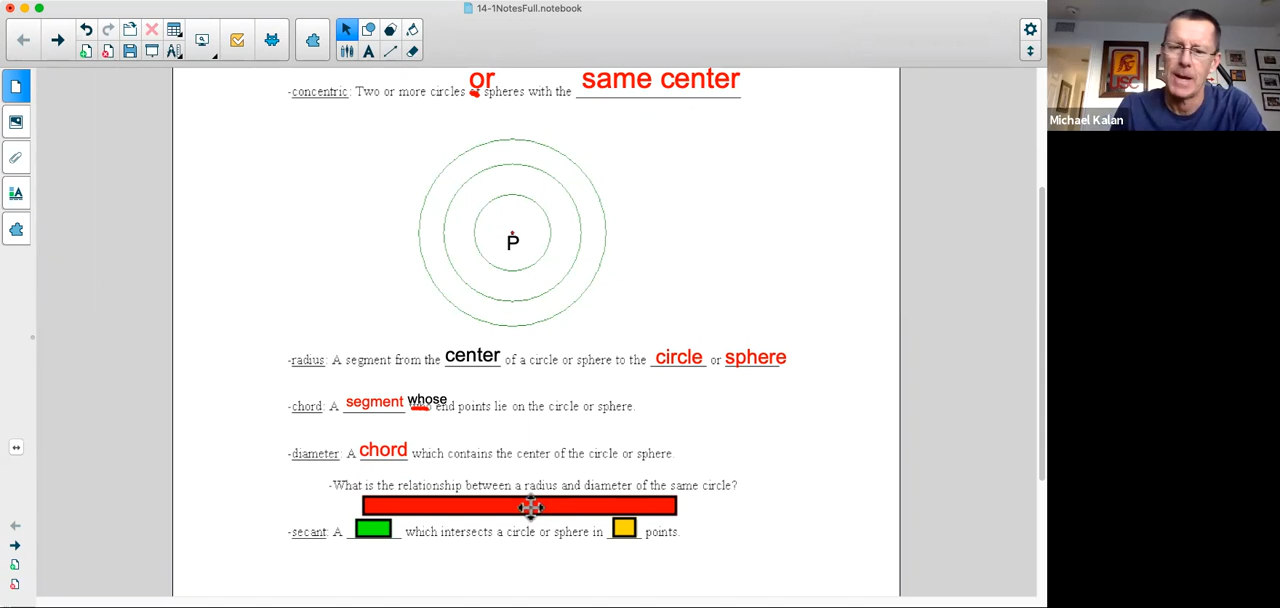 14-1NotesFull.notebook
USC
Michael Kalan
or same center
-concentric: Two or more circles of spheres with the
P
-radius: A segment from the center of a circle or sphere to the circle or sphere
-chord: A segment whose end points lie on the circle or sphere.
-diameter: A chord which contains the center of the circle or sphere.
-What is the relationship between a radius and diameter of the same circle?
-secant: A which intersects a circle or sphere in points.